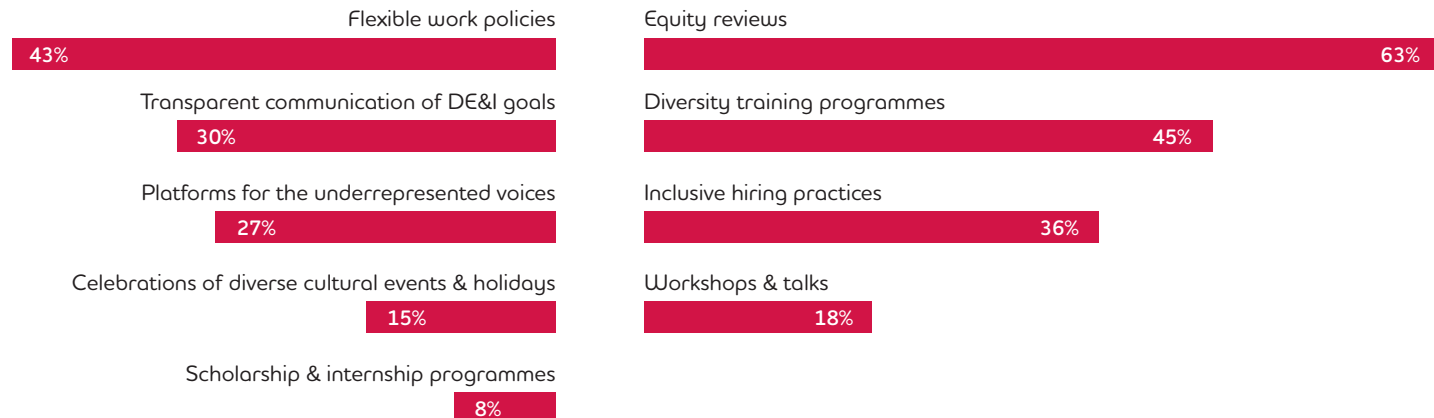 Flexible work policies
43%
Equity reviews
63%
Transparent communication of DE&I goals
30%
Diversity training programmes
45%
Platforms for the underrepresented voices
27%
Inclusive hiring practices
36%
Celebrations of diverse cultural events & holidays
15%
Workshops & talks
18%
Scholarship & internship programmes
8%